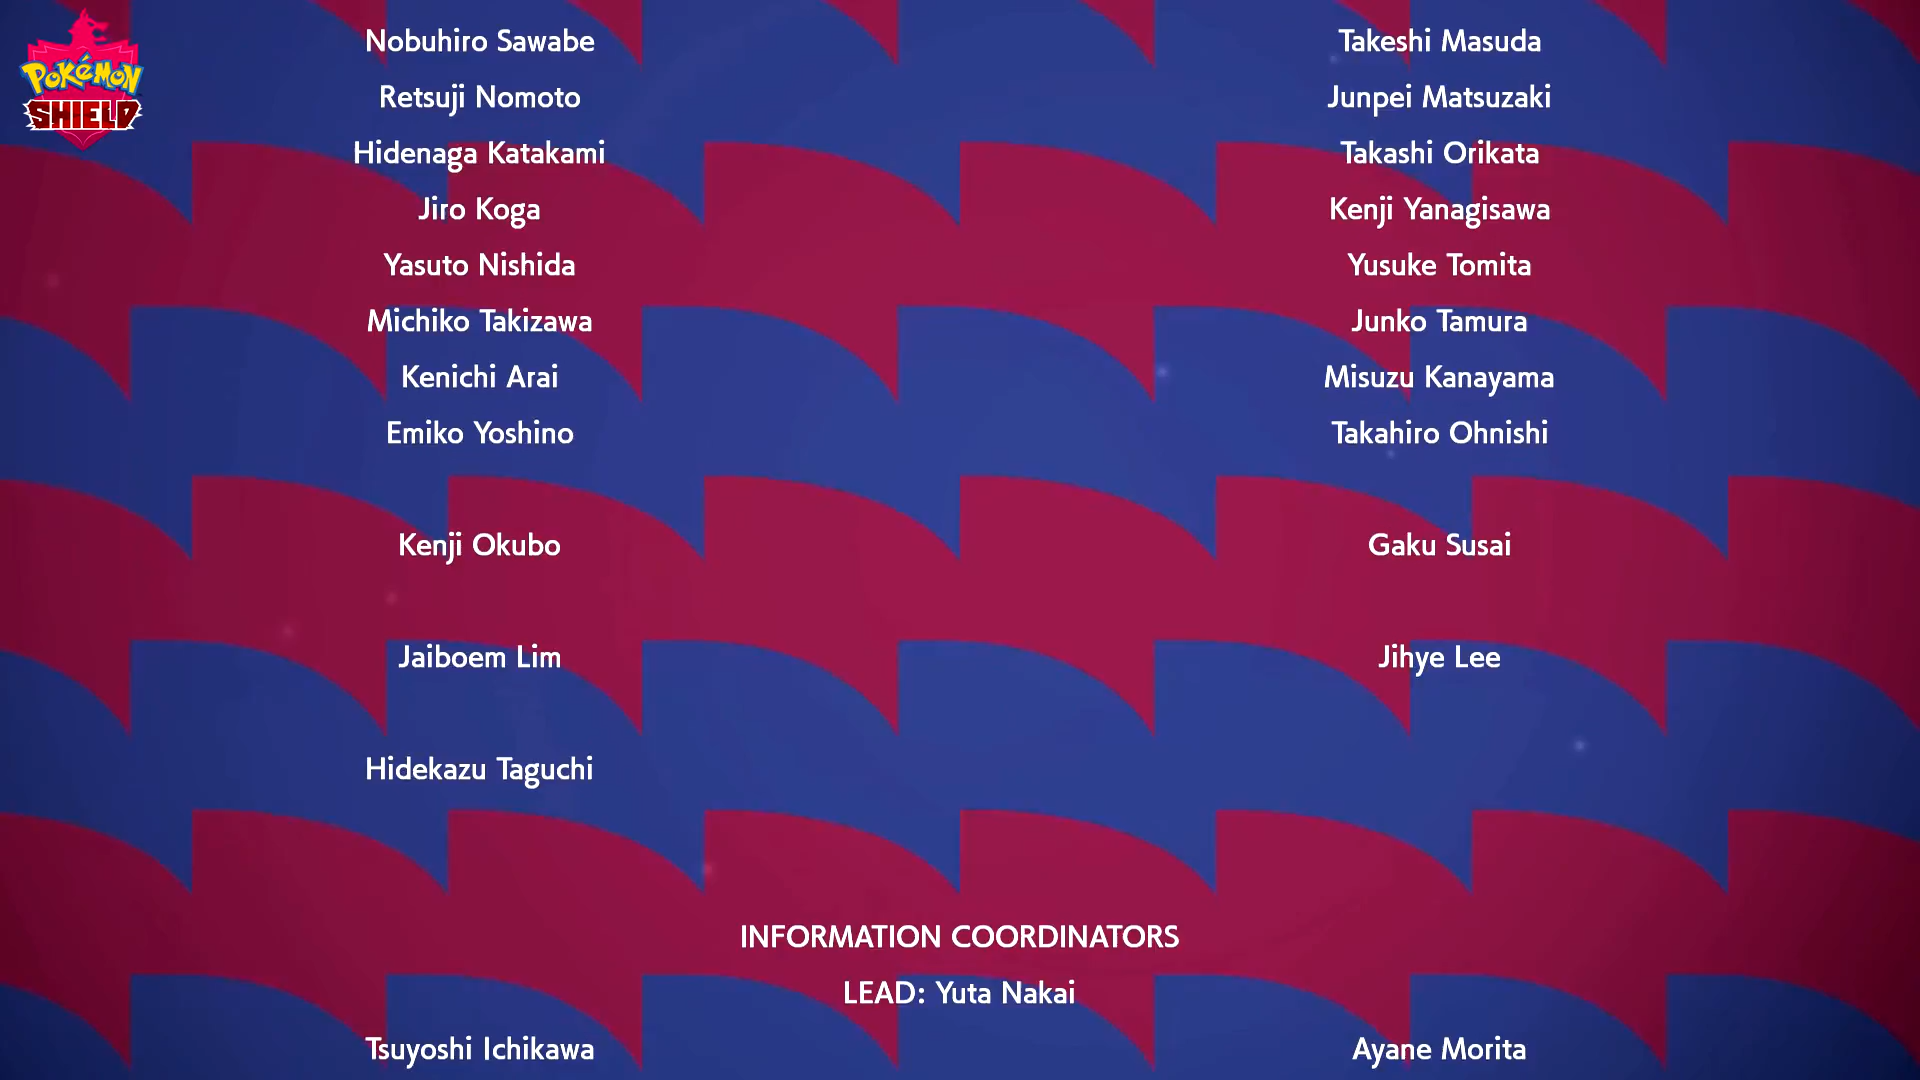 POKÉMON
SHIELD
Nobuhiro Sawabe Takeshi Masuda
Retsuji Nomoto Junpei Matsuzaki
Hidenaga Katakami Takashi Orikata
Jiro Koga Kenji Yanagisawa
Yasuto Nishida Yusuke Tomita
Michiko Takizawa Junko Tamura
Kenichi Arai Misuzu Kanayama
Emiko Yoshino Takahiro Ohnishi
Kenji Okubo Gaku Susai
Jaiboem Lim Jihye Lee
Hidekazu Taguchi
INFORMATION COORDINATORS
LEAD: Yuta Nakai
Tsuyoshi Ichikawa Ayane Morita